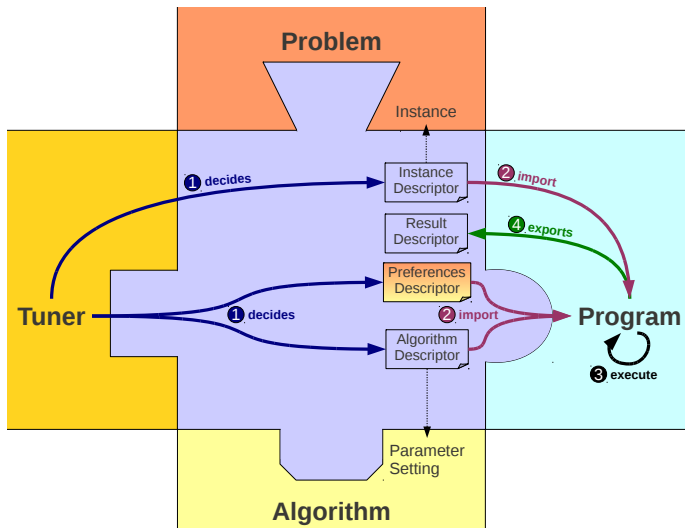 Problem
Instance
1 decides
Instance
Descriptor
2 import
Result
Descriptor
4 exports
Preferences
Descriptor
Tuner
1 decides
2 import
Program
Algorithm
Descriptor
3 execute
Parameter
Setting
Algorithm